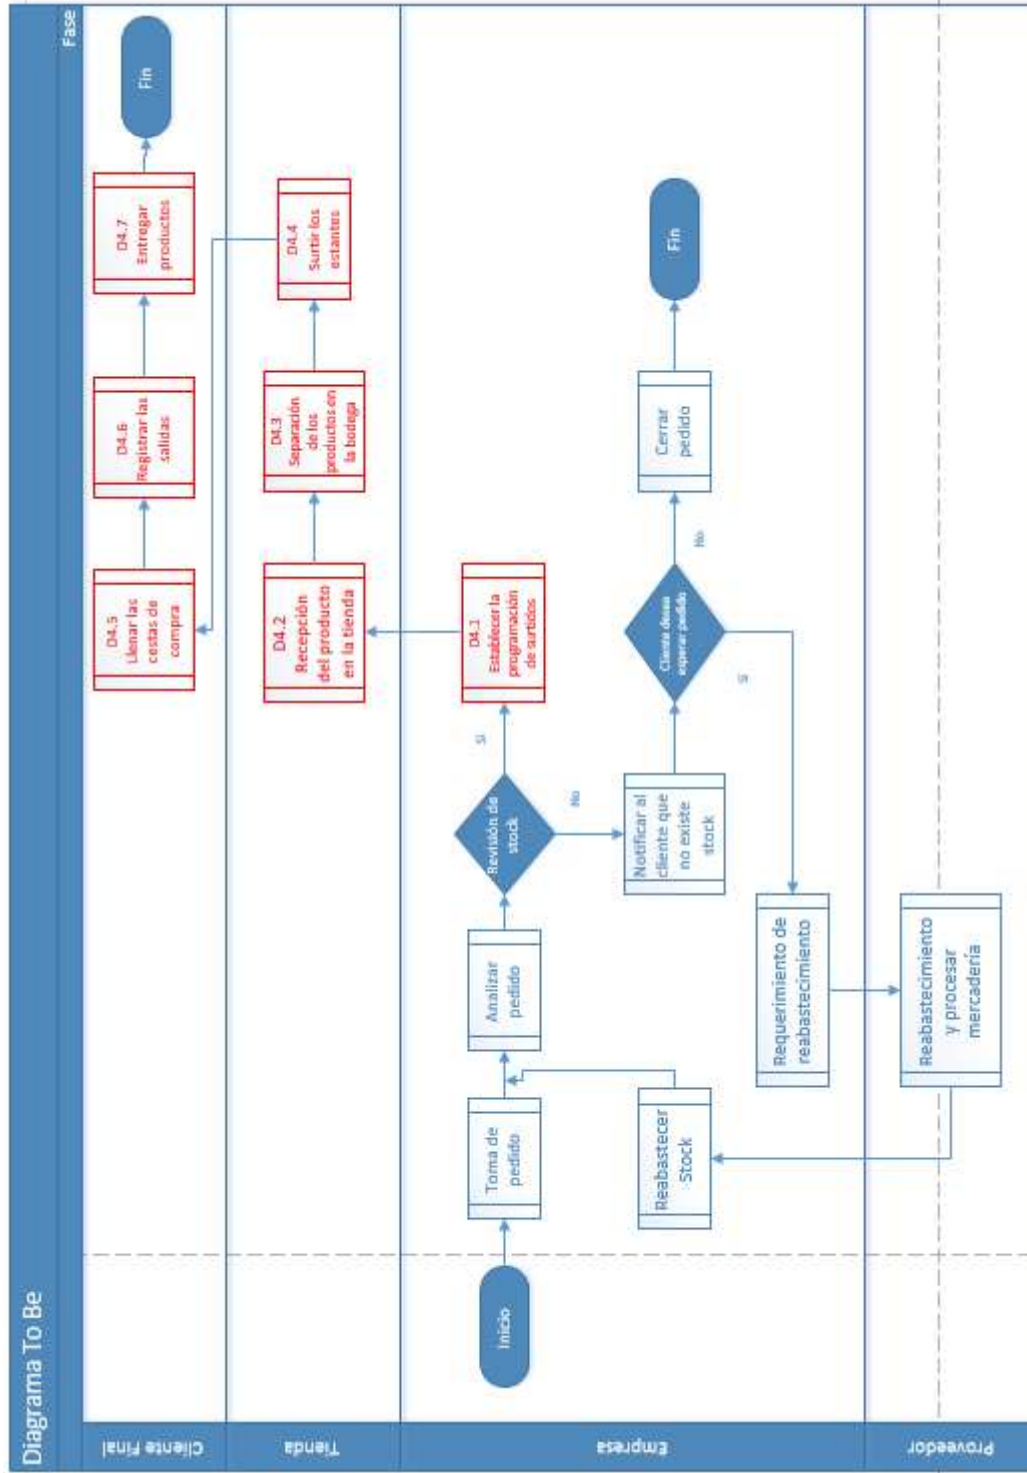 Diagrama To Be
Fase
Cliente Final
D4.5
Llenar las
cestas de
compra
D4.6
Registrar las
salidas
D4.7
Entregar
productos
Fin
Tienda
D4.2
Recepción
del producto
en la tienda
D4.3
Separación
de los
productos en
la bodega
D4.4
Surtir los
estantes
Empresa
Inicio
Toma de
pedido
Analizar
pedido
Revisión de
stock
Si
D4.1
Establecer la
programación
de surtidos
No
Notificar al
cliente que
no existe
stock
Cliente desea
esperar pedido
No
Cerrar
pedido
Fin
Si
Reabastecer
Stock
Requerimiento de
reabastecimiento
Proveedor
Reabastecimiento
y procesar
mercadería